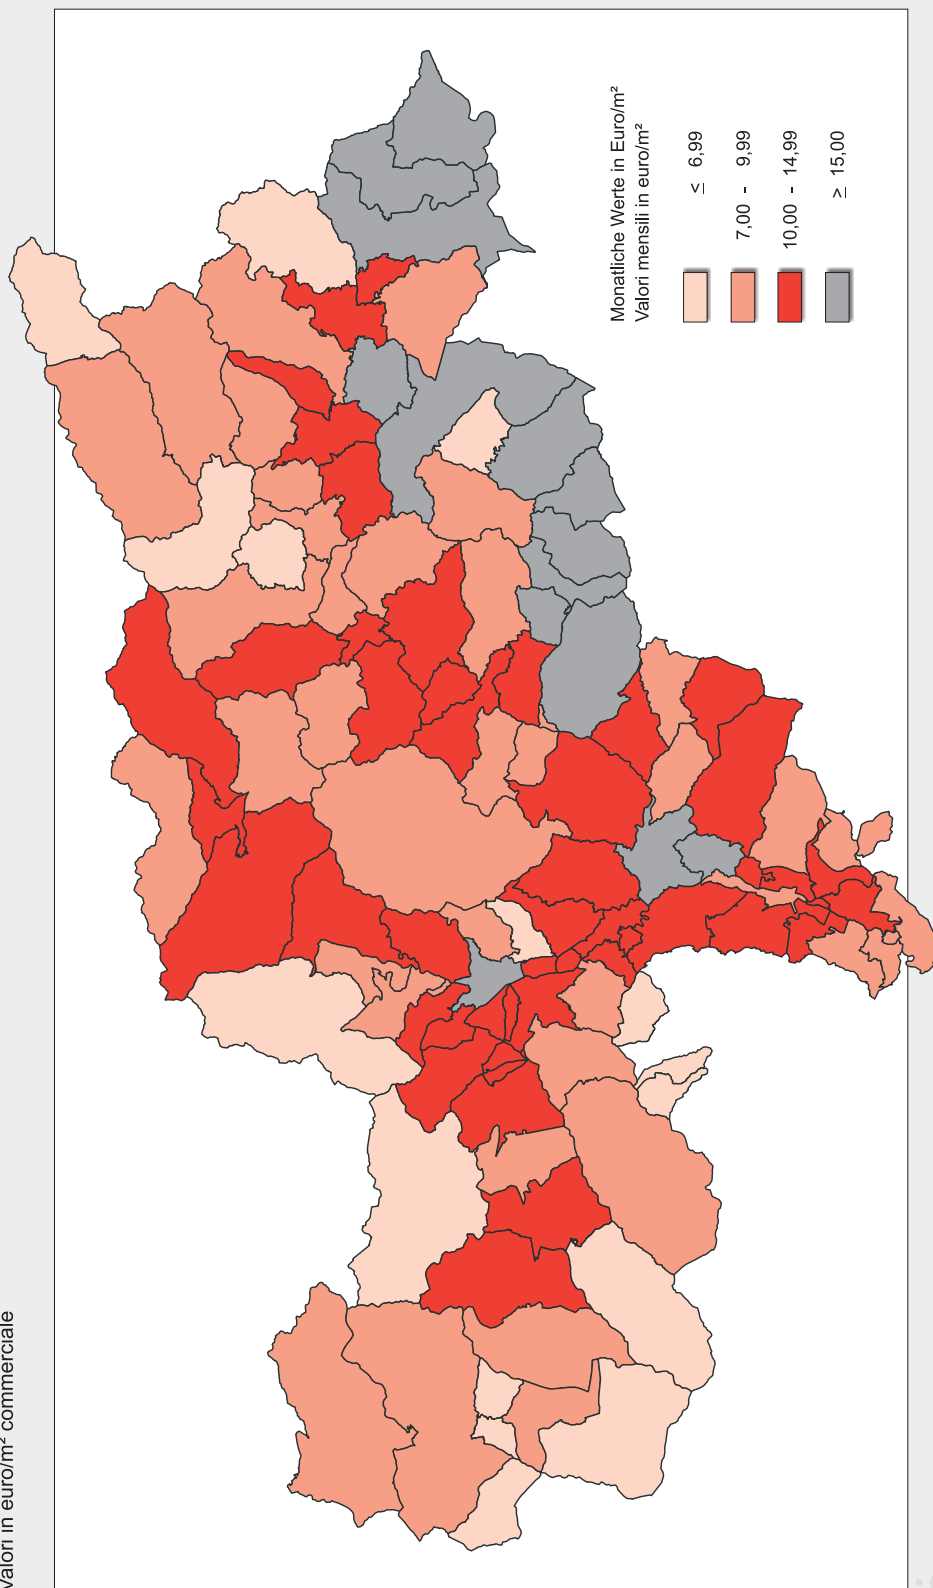 Valori in euro/m² commerciale
Monatliche Werte in Euro/m²
Valori mensili in euro/m²
≤ 6,99
7,00 - 9,99
10,00 - 14,99
≥ 15,00